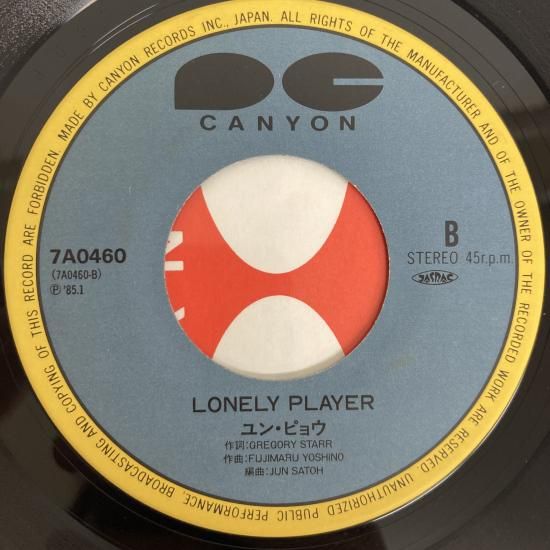 MADE BY CANYON RECORDS INC., JAPAN. ALL RIGHTS OF THE MANUFACTURER AND OF THE OWNER OF THE RECORDED WORK ARE RESERVED. UNAUTHORIZED PUBLIC PERFORMANCE, BROADCASTING AND COPYING OF THIS RECORD ARE FORBIDDEN.
CANYON
7A0460
(7A0460-B)
Ⓟ '85.1
B
STEREO 45r.p.m.
JASRAC
LONELY PLAYER
ユン・ピョウ
作詞:GREGORY STARR
作曲:FUJIMARU YOSHINO
編曲:JUN SATOH